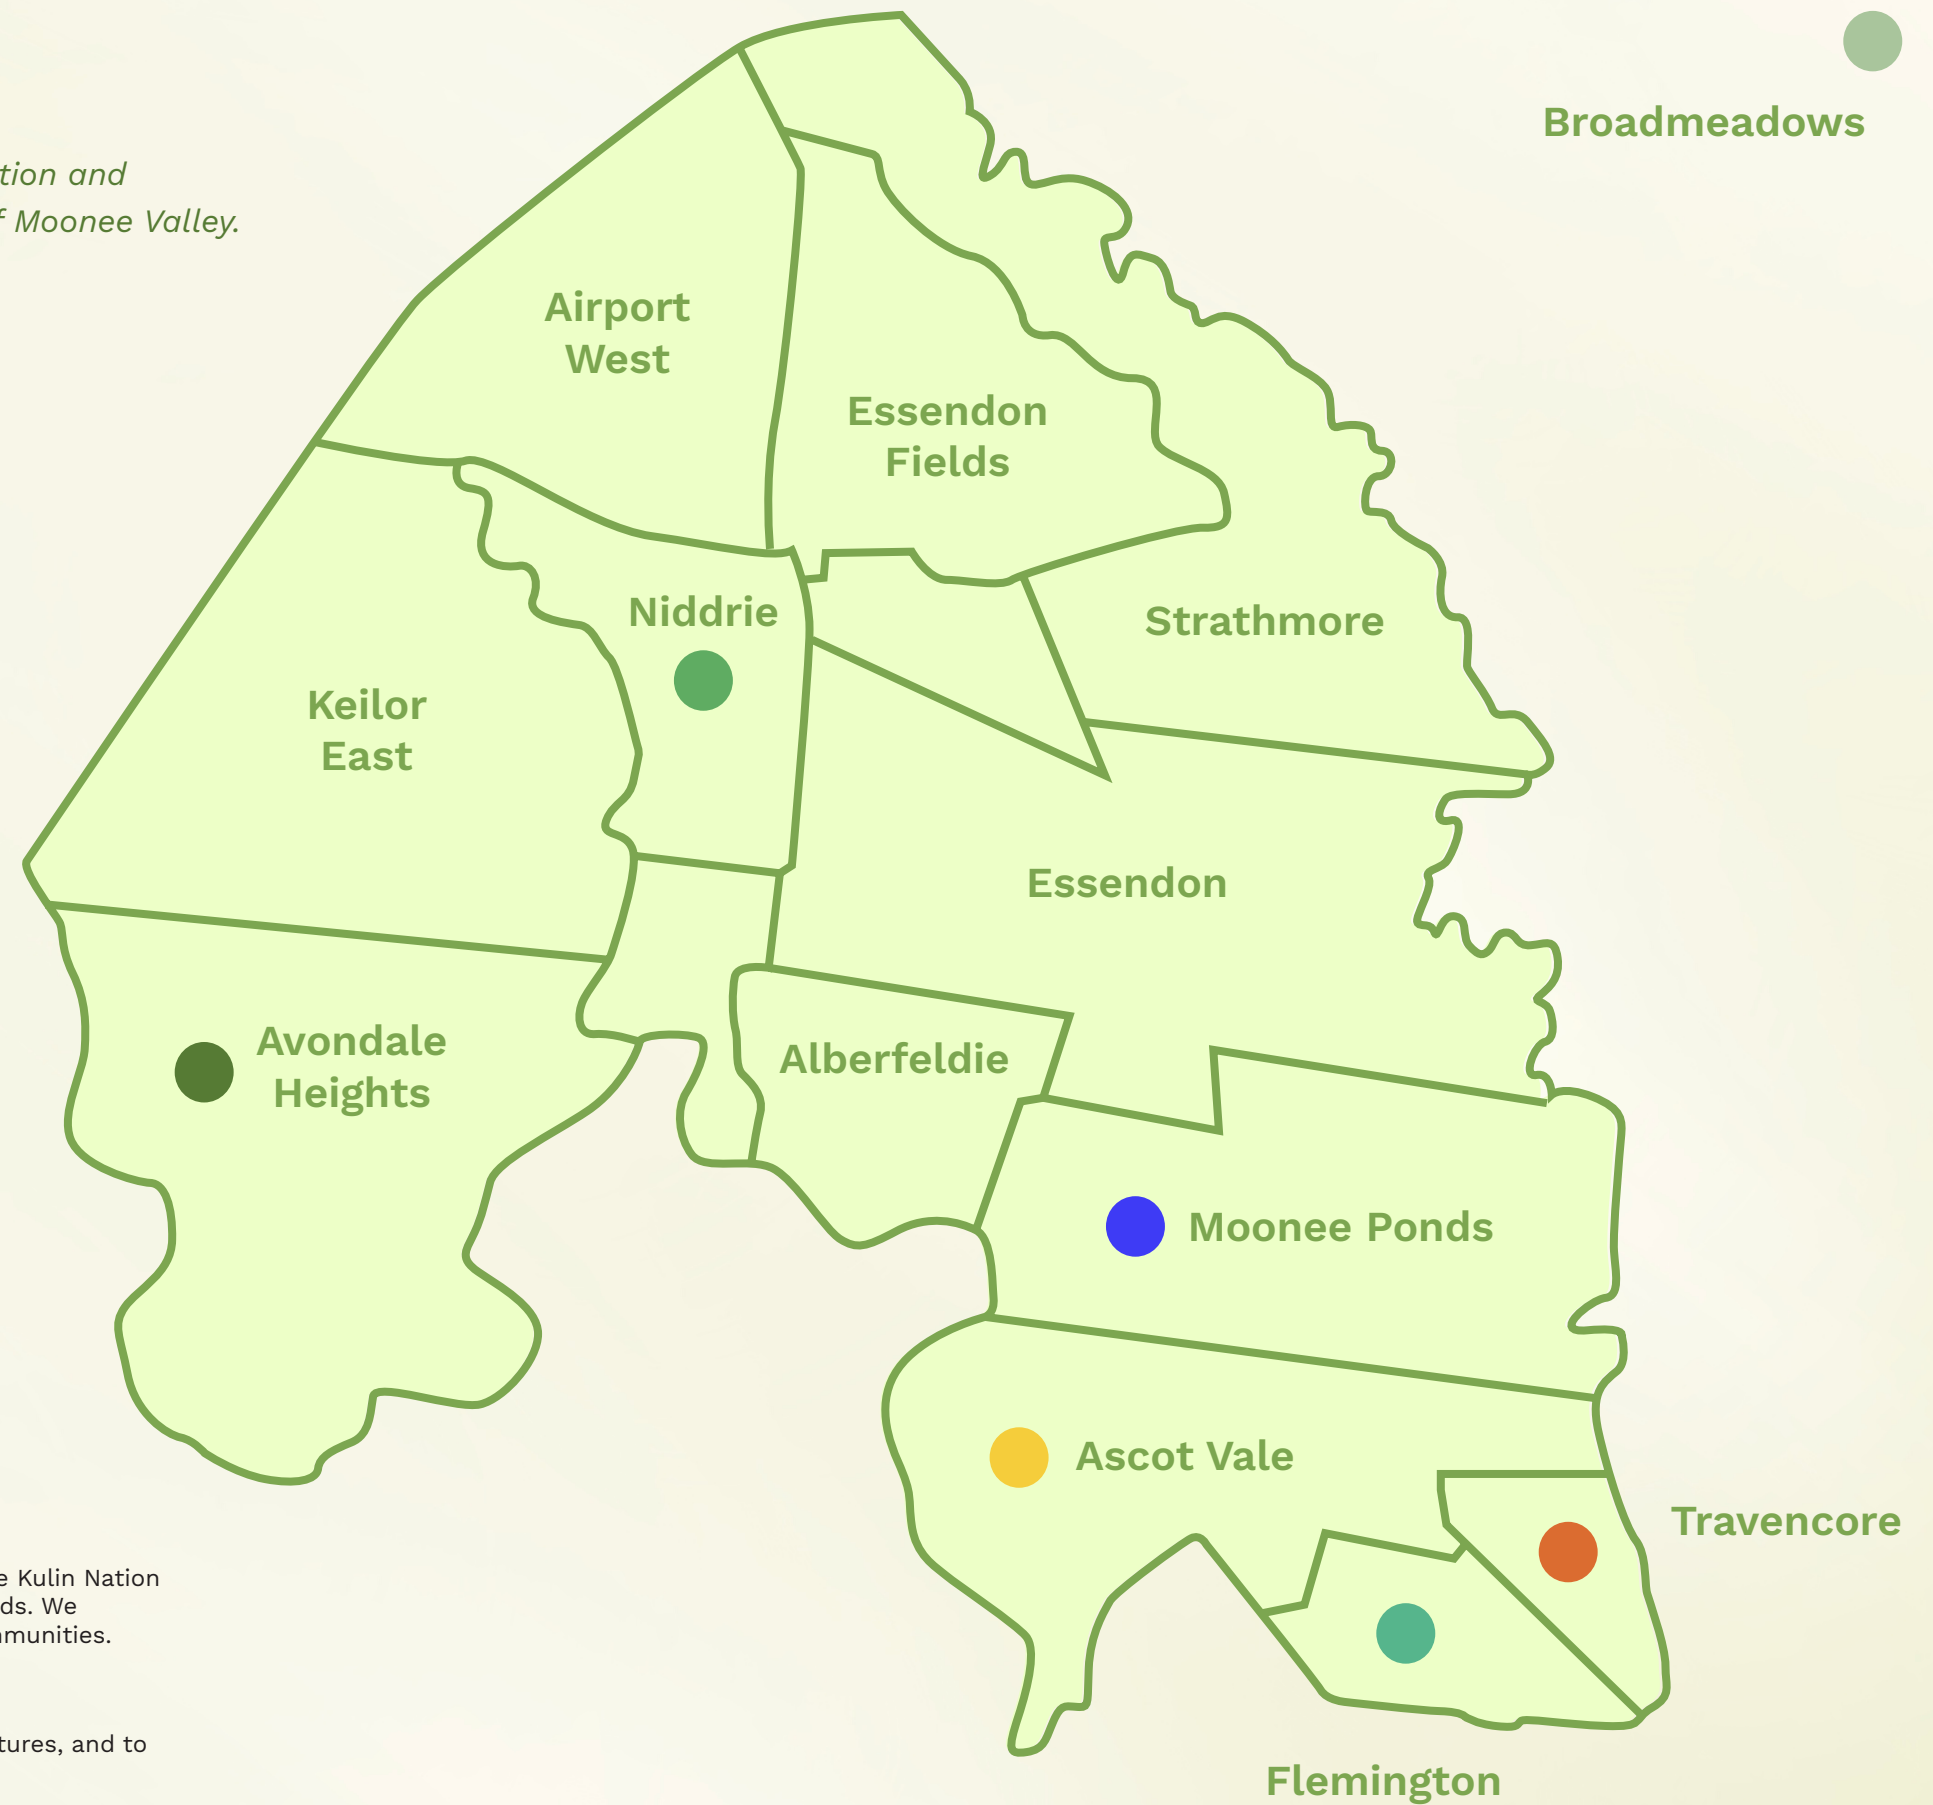 Broadmeadows
tion and
f Moonee Valley.
Airport
West
Essendon
Fields
Niddrie
Strathmore
Keilor
East
Essendon
Avondale
Heights
Alberfeldie
Moonee Ponds
Ascot Vale
Travencore
e Kulin Nation
ds. We
munities.
tures, and to
Flemington